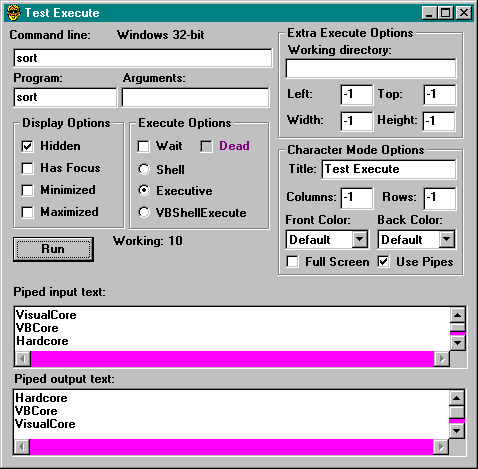 Test Execute
Command line: Windows 32-bit
sort
Program: Arguments:
sort
Display Options
Hidden
Has Focus
Minimized
Maximized
Execute Options
Wait Dead
Shell
Executive
VBShellExecute
Run
Working: 10
Extra Execute Options
Working directory:
Left: -1 Top: -1
Width: -1 Height: -1
Character Mode Options
Title: Test Execute
Columns: -1 Rows: -1
Front Color: Back Color:
Default Default
Full Screen Use Pipes
Piped input text:
VisualCore
VBCore
Hardcore
Piped output text:
Hardcore
VBCore
VisualCore